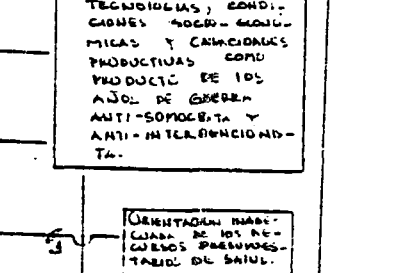 TECNOLOGIAS, CONDI-
CIONES SOCIO-ECONO-
MICAS Y CAPACIDADES
PRODUCTIVAS COMO
PRODUCTO DE LOS
AÑOS DE GUERRA
ANTI-SOMOCISTA Y
ANTI-INTERVENCIONIS-
TA.
ORIENTACION INADE-
CUADA DE LOS RE-
CURSOS PRESUPUES-
TARIOS DE SALUD.